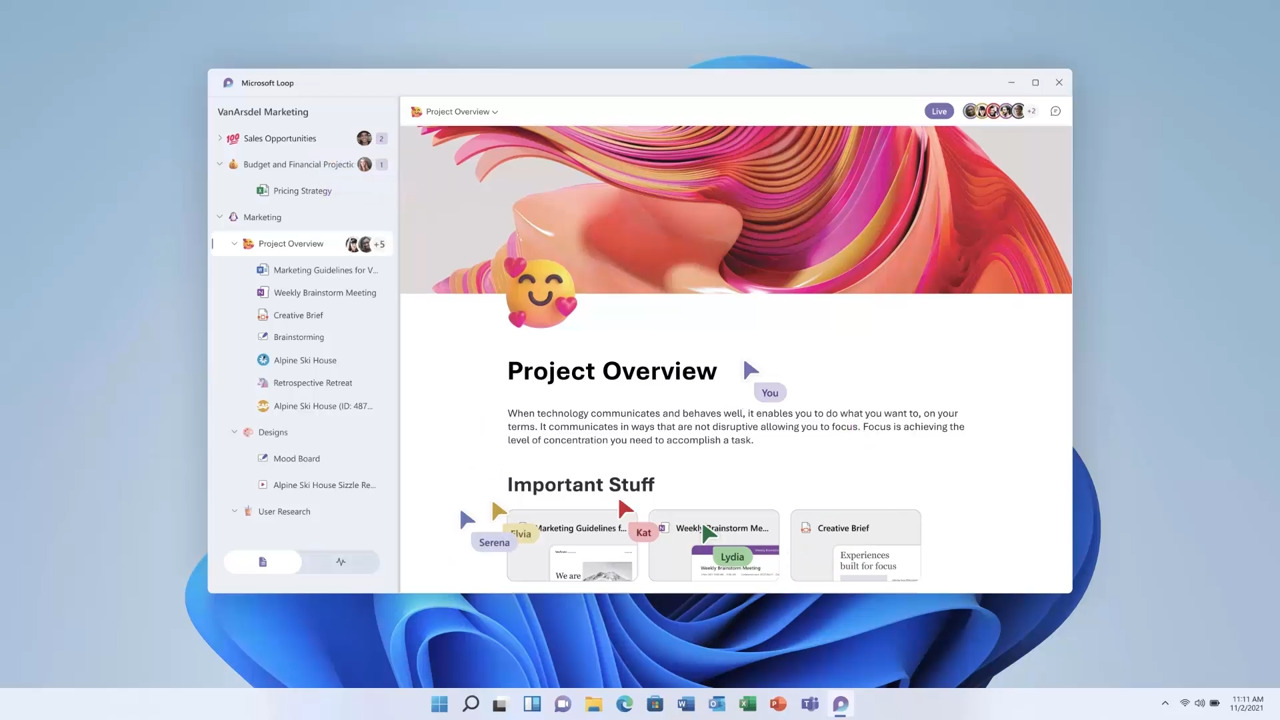 Microsoft Loop
VanArsdel Marketing
Sales Opportunities
2
Budget and Financial Projectic
1
Pricing Strategy
Marketing
Project Overview
+5
Marketing Guidelines for V...
Weekly Brainstorm Meeting
Creative Brief
Brainstorming
Alpine Ski House
Retrospective Retreat
Alpine Ski House (ID: 487...
Designs
Mood Board
Alpine Ski House Sizzle Re...
User Research
Project Overview
Live
+2
Project Overview
You
When technology communicates and behaves well, it enables you to do what you want to, on your
terms. It communicates in ways that are not disruptive allowing you to focus. Focus is achieving the
level of concentration you need to accomplish a task.
Important Stuff
Serena
Elvia
Marketing Guidelines f...
We are
Kat
Weekly Brainstorm Me...
Lydia
Weekly Brainstorm Meeting
Creative Brief
Experiences
built for focus
11:11 AM
11/2/2021